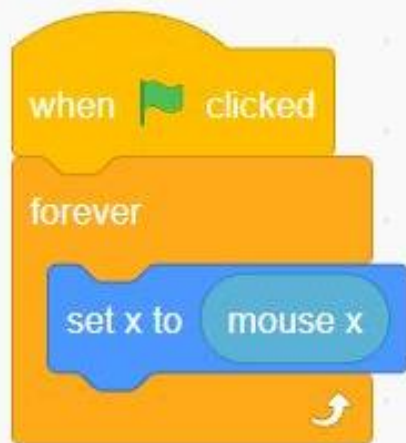 when clicked
forever
set x to mouse x